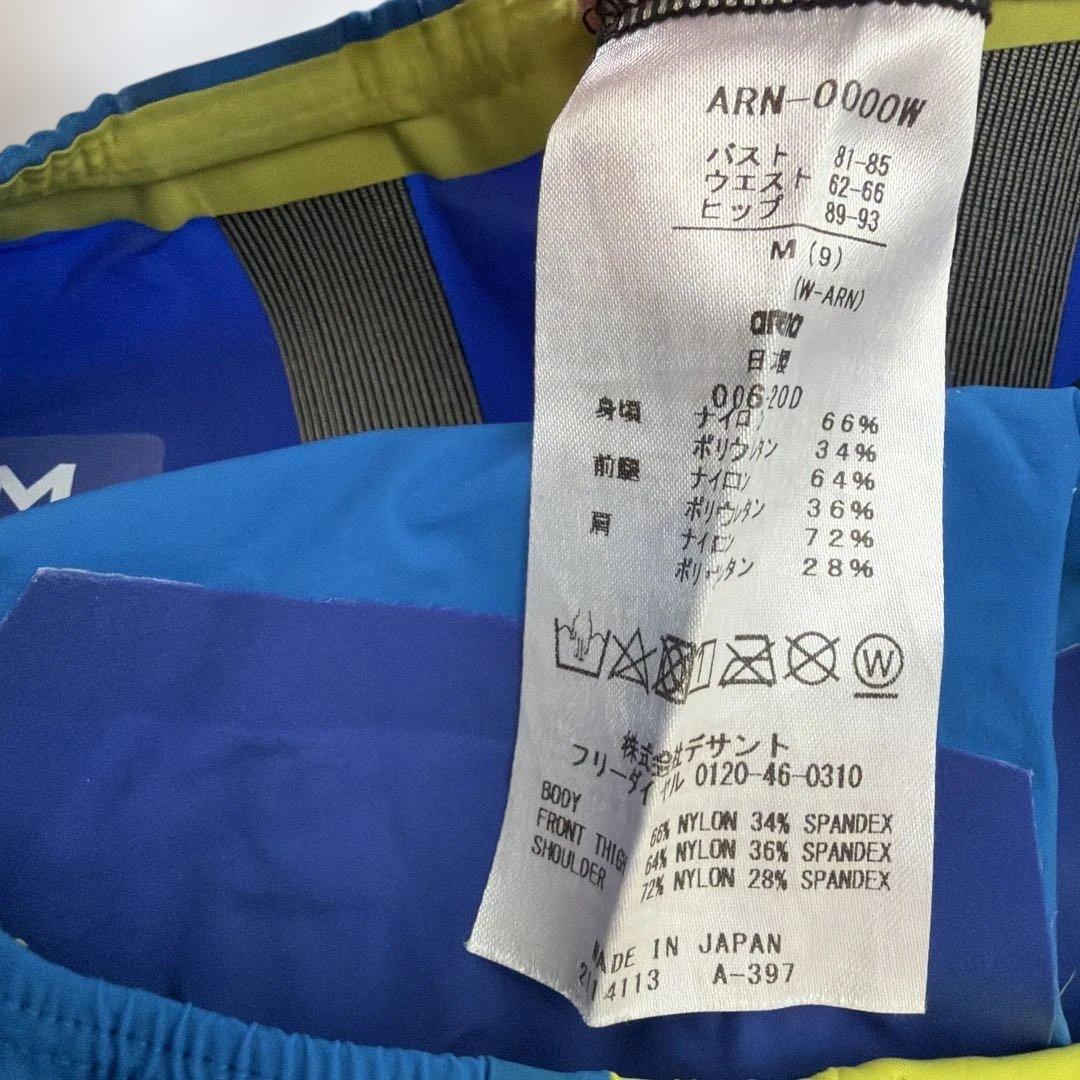 ARN-0000W
バスト 81-85
ウエスト 62-66
ヒップ 89-93
M (9)
(W-ARN)
arena
006-20D
身頃 ナイロン 66%
ポリウレタン 34%
前腿 ナイロン 64%
ポリウレタン 36%
肩 ナイロン 72%
ポリウレタン 28%
W
株式会社デサント
フリーダイヤル 0120-46-0310
BODY 66% NYLON 34% SPANDEX
FRONT THIGH 64% NYLON 36% SPANDEX
SHOULDER 72% NYLON 28% SPANDEX
MADE IN JAPAN
4113 A-397
M